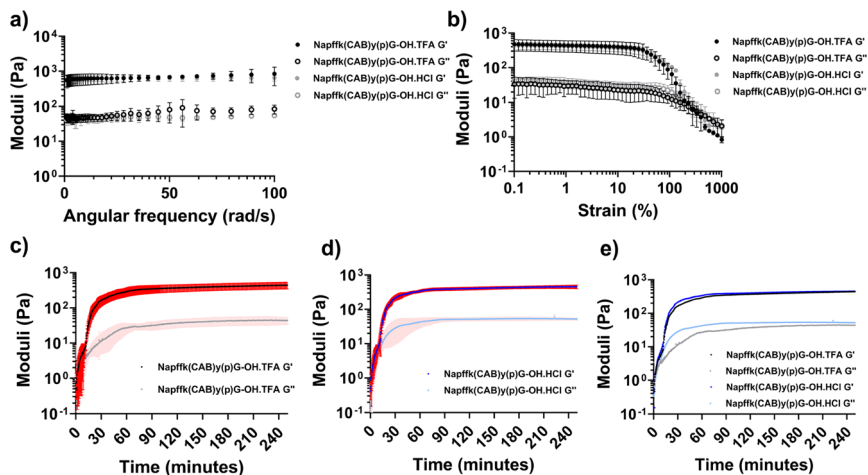 a)
Moduli (Pa)
10⁴
10³
10²
10¹
10⁰
0
50
100
Angular frequency (rad/s)
Napffk(CAB)y(p)G-OH.TFA G'
Napffk(CAB)y(p)G-OH.TFA G"
Napffk(CAB)y(p)G-OH.HCl G'
Napffk(CAB)y(p)G-OH.HCl G"
b)
Moduli (Pa)
10³
10²
10¹
10⁰
10⁻¹
0.1
1
10
100
1000
Strain (%)
Napffk(CAB)y(p)G-OH.TFA G'
Napffk(CAB)y(p)G-OH.TFA G"
Napffk(CAB)y(p)G-OH.HCl G'
Napffk(CAB)y(p)G-OH.HCl G"
c)
Moduli (Pa)
10³
10²
10¹
10⁰
10⁻¹
0
30
60
90
120
150
180
210
240
Time (minutes)
Napffk(CAB)y(p)G-OH.TFA G'
Napffk(CAB)y(p)G-OH.TFA G"
d)
Moduli (Pa)
10³
10²
10¹
10⁰
10⁻¹
0
30
60
90
120
150
180
210
240
Time (minutes)
Napffk(CAB)y(p)G-OH.HCl G'
Napffk(CAB)y(p)G-OH.HCl G"
e)
Moduli (Pa)
10³
10²
10¹
10⁰
10⁻¹
0
30
60
90
120
150
180
210
240
Time (minutes)
Napffk(CAB)y(p)G-OH.TFA G'
Napffk(CAB)y(p)G-OH.TFA G"
Napffk(CAB)y(p)G-OH.HCl G'
Napffk(CAB)y(p)G-OH.HCl G"